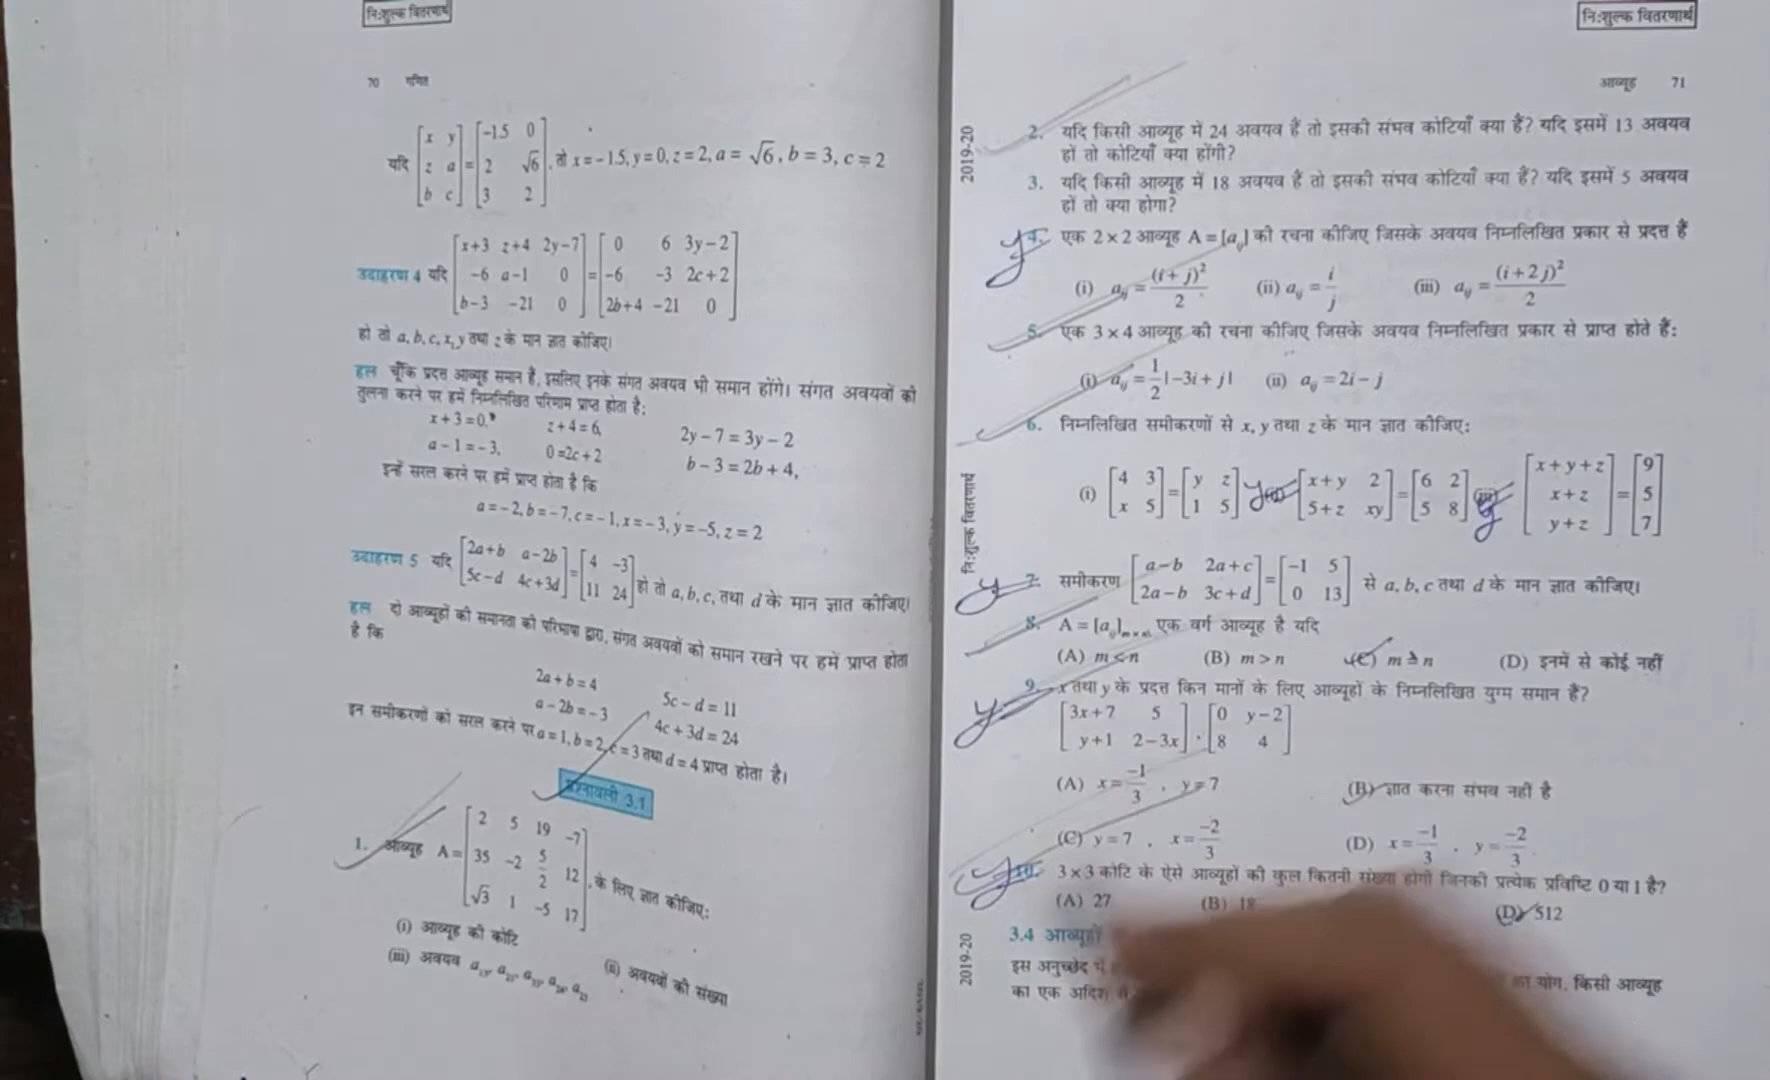 नि:शुल्क वितरणार्थ
70 गणित
यदि [x y; z a; b c] = [-1.5 0; 2 √6; 3 2], तो x = – 1.5, y = 0, z = 2, a = √6, b = 3, c = 2
उदाहरण 4 यदि [x+3 z+4 2y–7; –6 a–1 0; b–3 –21 0] = [0 6 3y–2; –6 –3 2c+2; 2b+4 –21 0]
हो तो a, b, c, x, y तथा z के मान ज्ञात कीजिए।
हल चूँकि प्रदत्त आव्यूह समान हैं, इसलिए इनके संगत अवयव भी समान होंगे। संगत अवयवों की
तुलना करने पर हमें निम्नलिखित परिणाम प्राप्त होता है:
x + 3 = 0, z + 4 = 6, 2y – 7 = 3y – 2
a – 1 = – 3, 0 = 2c + 2 b – 3 = 2b + 4,
इन्हें सरल करने पर हमें प्राप्त होता है कि
a = – 2, b = – 7, c = – 1, x = – 3, y = – 5, z = 2
उदाहरण 5 यदि [2a+b a–2b; 5c–d 4c+3d] = [4 –3; 11 24] हो तो a, b, c, तथा d के मान ज्ञात कीजिए।
हल दो आव्यूहों की समानता की परिभाषा द्वारा, संगत अवयवों को समान रखने पर हमें प्राप्त होता
है कि
2a + b = 4 5c – d = 11
a – 2b = – 3 4c + 3d = 24
इन समीकरणों को सरल करने पर a = 1, b = 2, c = 3 तथा d = 4 प्राप्त होता है।
प्रश्नावली 3.1
1. आव्यूह A = [2 5 19 –7; 35 –2 5/2 12; √3 1 –5 17], के लिए ज्ञात कीजिए:
(i) आव्यूह की कोटि (ii) अवयवों की संख्या
(iii) अवयव a13, a21, a33, a24, a23
नि:शुल्क वितरणार्थ
आव्यूह 71
2019-20
2. यदि किसी आव्यूह में 24 अवयव हैं तो इसकी संभव कोटियाँ क्या हैं? यदि इसमें 13 अवयव
हों तो कोटियाँ क्या होंगी?
3. यदि किसी आव्यूह में 18 अवयव हैं तो इसकी संभव कोटियाँ क्या हैं? यदि इसमें 5 अवयव
हों तो क्या होगा?
4. एक 2 × 2 आव्यूह A = [aij] की रचना कीजिए जिसके अवयव निम्नलिखित प्रकार से प्रदत्त हैं
(i) aij = (i + j)²/2 (ii) aij = i/j (iii) aij = (i + 2j)²/2
5. एक 3 × 4 आव्यूह की रचना कीजिए जिसके अवयव निम्नलिखित प्रकार से प्राप्त होते हैं:
(i) aij = 1/2 |–3i + j| (ii) aij = 2i – j
6. निम्नलिखित समीकरणों से x, y तथा z के मान ज्ञात कीजिए:
नि:शुल्क वितरणार्थ
(i) [4 3; x 5] = [y z; 1 5] (ii) [x+y 2; 5+z xy] = [6 2; 5 8] (iii) [x+y+z; x+z; y+z] = [9; 5; 7]
7. समीकरण [a–b 2a+c; 2a–b 3c+d] = [–1 5; 0 13] से a, b, c तथा d के मान ज्ञात कीजिए।
8. A = [aij]m×n एक वर्ग आव्यूह है यदि
(A) m < n (B) m > n (C) m = n (D) इनमें से कोई नहीं
9. x तथा y के प्रदत्त किन मानों के लिए आव्यूहों के निम्नलिखित युग्म समान हैं?
[3x+7 5; y+1 2–3x], [0 y–2; 8 4]
(A) x = –1/3, y = 7 (B) ज्ञात करना संभव नहीं है
(C) y = 7, x = –2/3 (D) x = –1/3, y = –2/3
10. 3 × 3 कोटि के ऐसे आव्यूहों की कुल कितनी संख्या होगी जिनकी प्रत्येक प्रविष्टि 0 या 1 है?
(A) 27 (B) 18 (D) 512
2019-20
3.4 आव्यूहों
इस अनुच्छेद में
का योग, किसी आव्यूह
का एक अदिश से